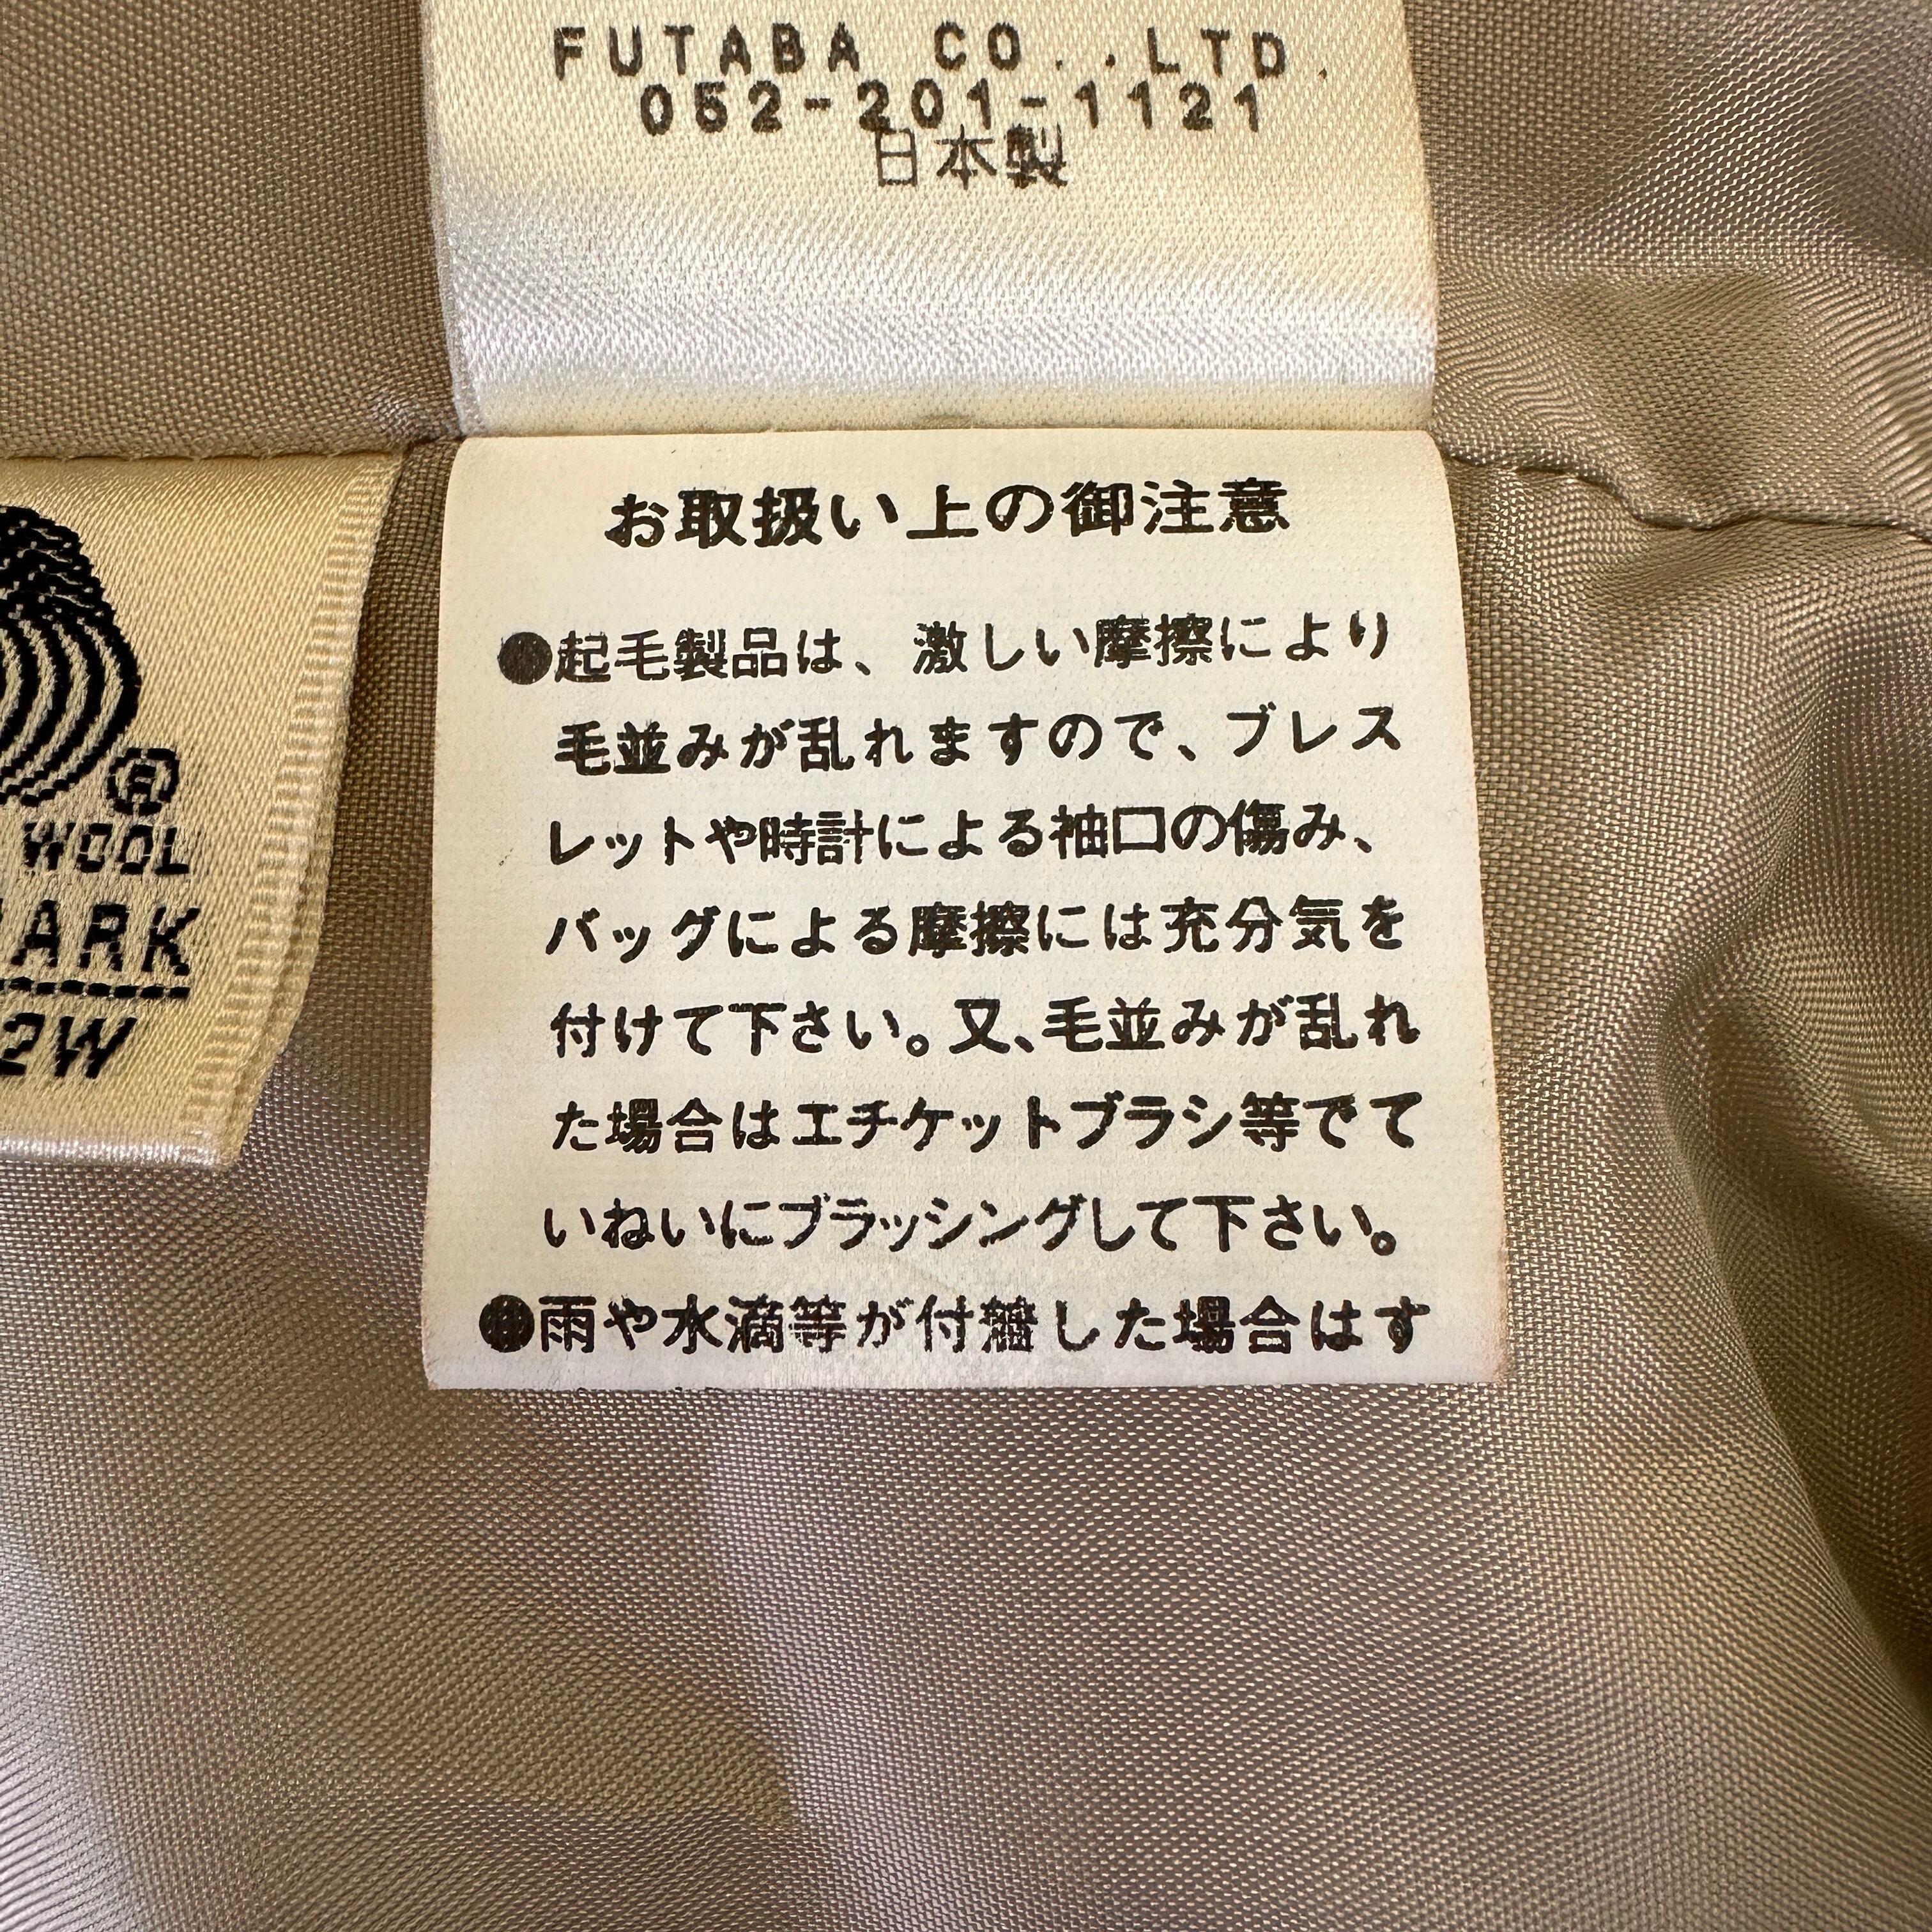 FUTABA CO.,LTD.
052-201-1121
日本製
お取扱い上の御注意
●起毛製品は、激しい摩擦により
毛並みが乱れますので、ブレス
レットや時計による袖口の傷み、
バッグによる摩擦には充分気を
付けて下さい。又、毛並みが乱れ
た場合はエチケットブラシ等でて
いねいにブラッシングして下さい。
●雨や水滴等が付着した場合はす
®
WOOL
ARK
2W